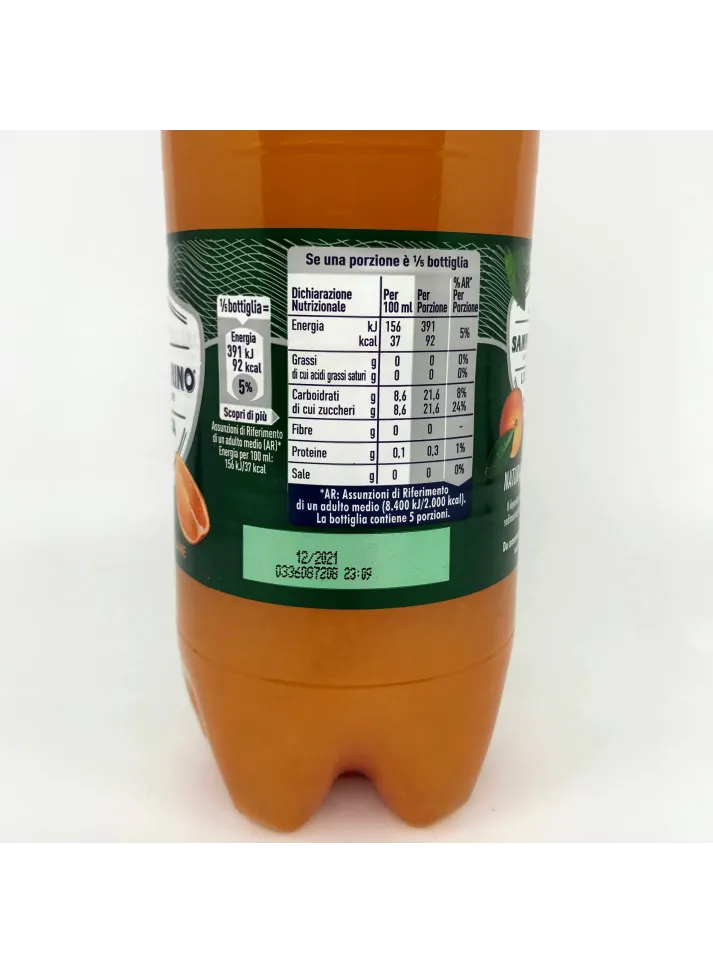 Se una porzione è 1/5 bottiglia
Dichiarazione Nutrizionale Per 100 ml Per Porzione %AR* Per Porzione
Energia kJ 156 391 5%
kcal 37 92
Grassi g 0 0 0%
di cui acidi grassi saturi g 0 0 0%
Carboidrati g 8,6 21,6 8%
di cui zuccheri g 8,6 21,6 24%
Fibre g 0 0 -
Proteine g 0,1 0,3 1%
Sale g 0 0 0%
*AR: Assunzioni di Riferimento
di un adulto medio (8.400 kJ/2.000 kcal).
La bottiglia contiene 5 porzioni.
1/5 bottiglia =
Energia
391 kJ
92 kcal
5%
Scopri di più
Assunzioni di Riferimento
di un adulto medio (AR)*
Energia per 100 ml:
156 kJ/37 kcal
12/2021
0336087208 23:09
RINO
SAN
NATU